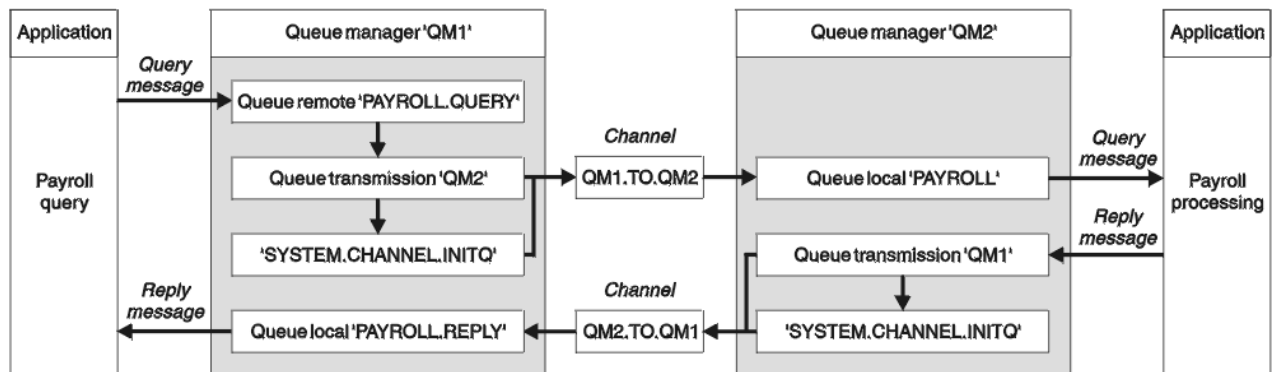 Application
Queue manager 'QM1'
Queue manager 'QM2'
Application
Query
message
Queue remote 'PAYROLL.QUERY'
Channel
Query
message
Payroll
query
Queue transmission 'QM2'
QM1.TO.QM2
Queue local 'PAYROLL'
Payroll
processing
Reply
message
'SYSTEM.CHANNEL.INITQ'
Queue transmission 'QM1'
Reply
message
Channel
Queue local 'PAYROLL.REPLY'
QM2.TO.QM1
'SYSTEM.CHANNEL.INITQ'